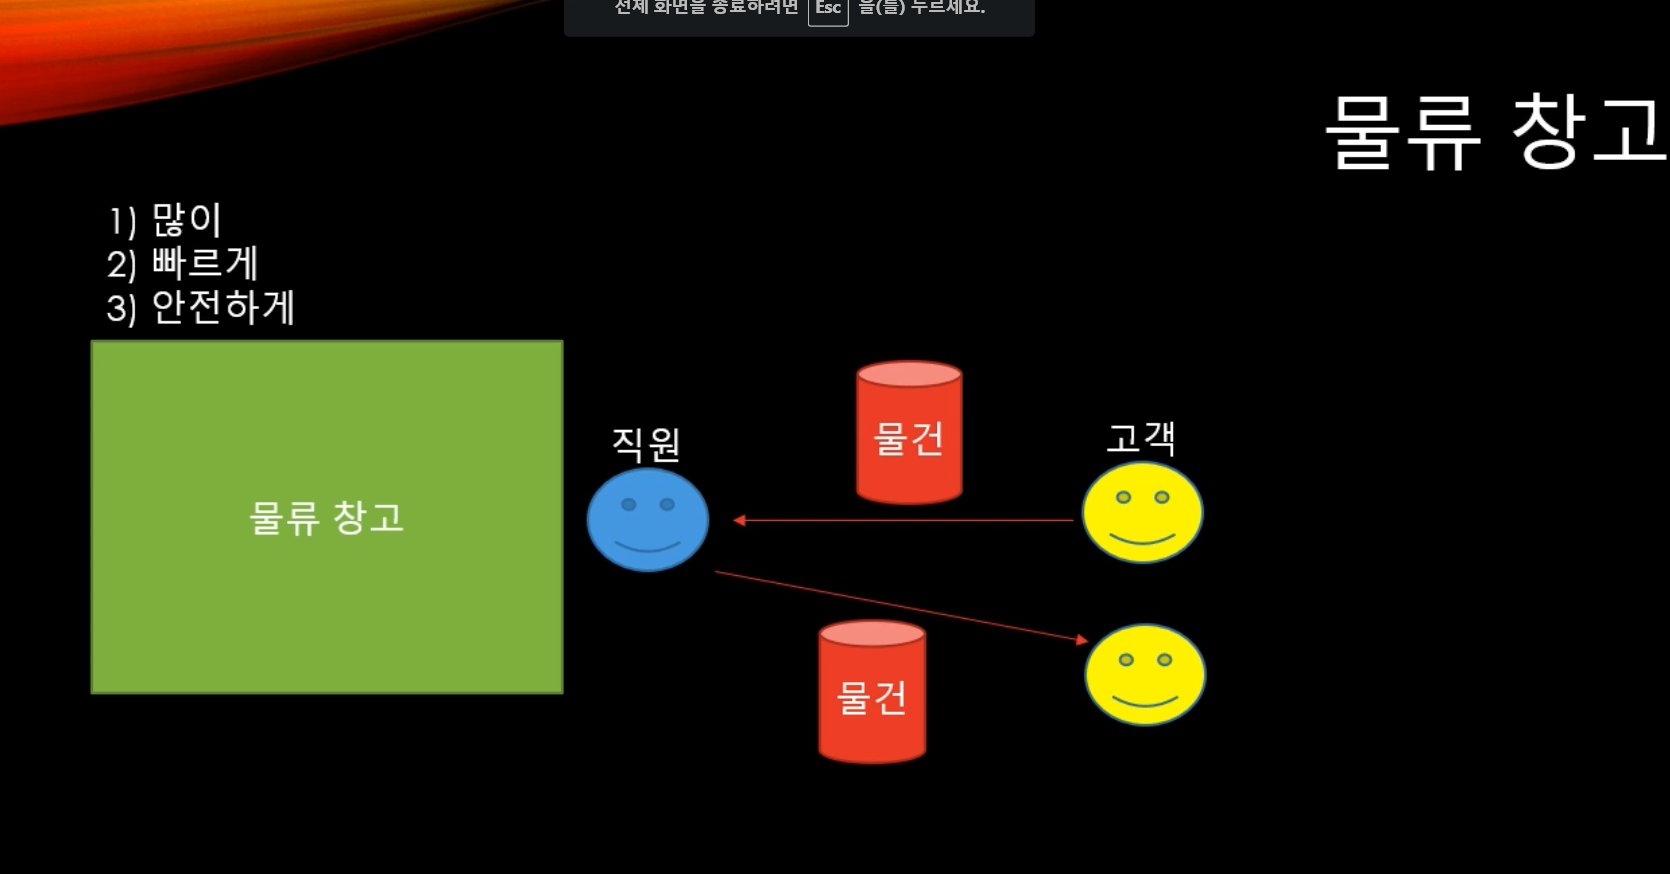 전체 화면을 종료하려면 Esc 을(를) 누르세요.
물류 창고
1) 많이
2) 빠르게
3) 안전하게
물류 창고
직원
물건
고객
물건